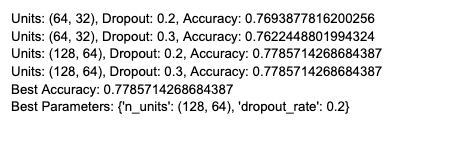 Units: (64, 32), Dropout: 0.2, Accuracy: 0.7693877816200256
Units: (64, 32), Dropout: 0.3, Accuracy: 0.7622448801994324
Units: (128, 64), Dropout: 0.2, Accuracy: 0.7785714268684387
Units: (128, 64), Dropout: 0.3, Accuracy: 0.7785714268684387
Best Accuracy: 0.7785714268684387
Best Parameters: {'n_units': (128, 64), 'dropout_rate': 0.2}